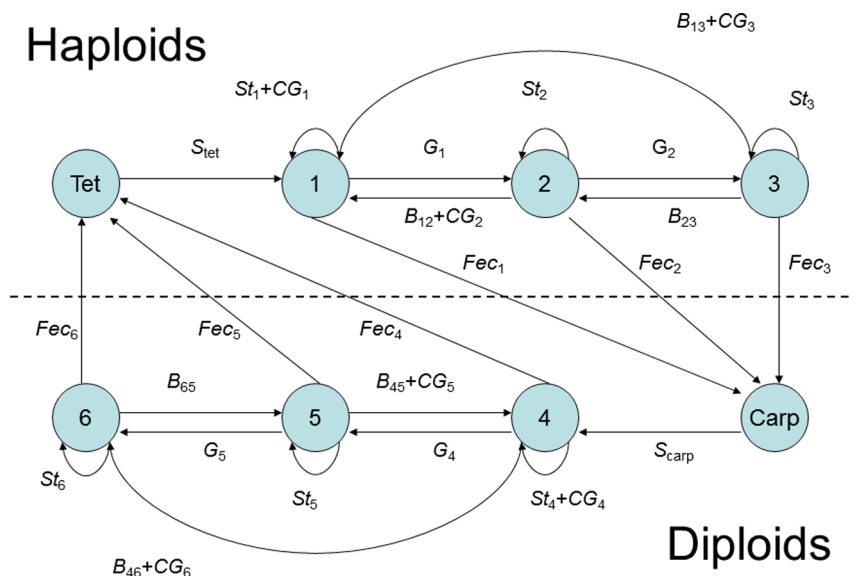 Haploids
B13+CG3
St1+CG1
St2
St3
Stet
G1
G2
Tet
1
2
3
B12+CG2
B23
Fec1
Fec2
Fec3
Fec6
Fec5
Fec4
B65
B45+CG5
6
5
4
Carp
G5
G4
Scarp
St6
St5
St4+CG4
Diploids
B46+CG6